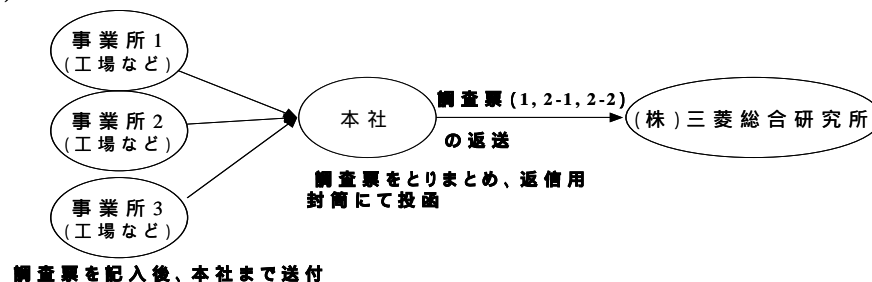 事業所1
(工場など)
事業所2
(工場など)
事業所3
(工場など)
調査票を記入後、本社まで送付
本社
調査票(1, 2-1, 2-2)
の返送
調査票をとりまとめ、返信用
封筒にて投函
(株)三菱総合研究所